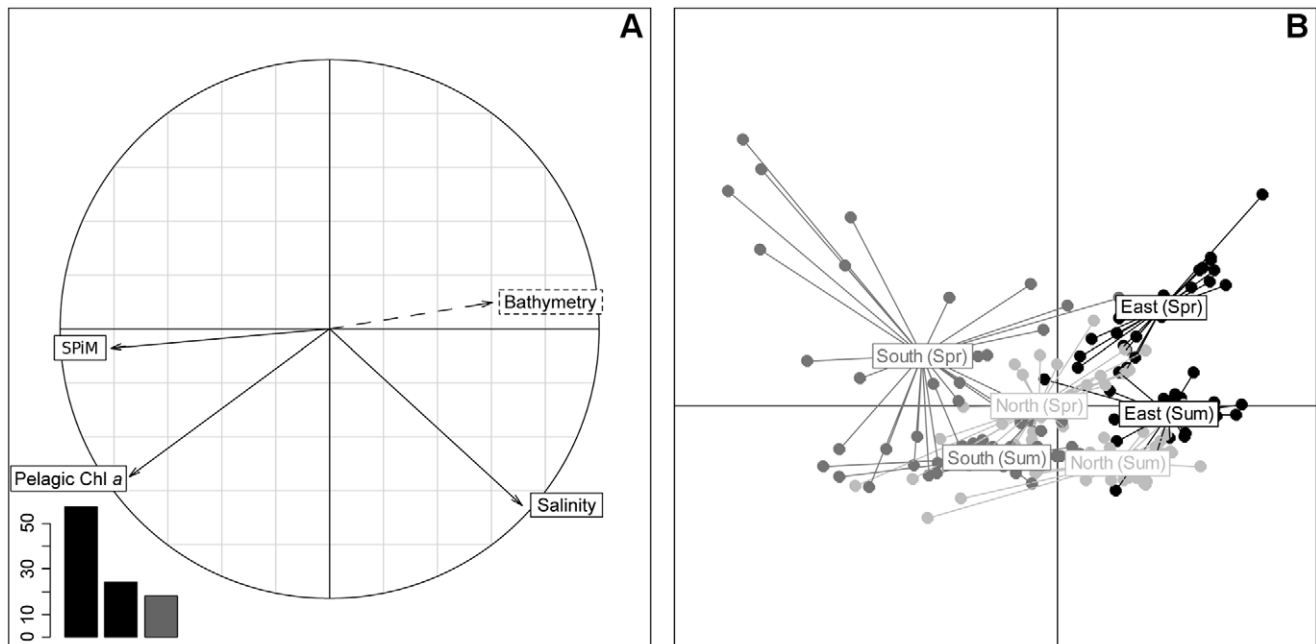 A
Bathymetry
SPiM
Pelagic Chl a
Salinity
50
30
10
0
B
East (Spr)
South (Spr)
North (Spr)
East (Sum)
South (Sum)
North (Sum)